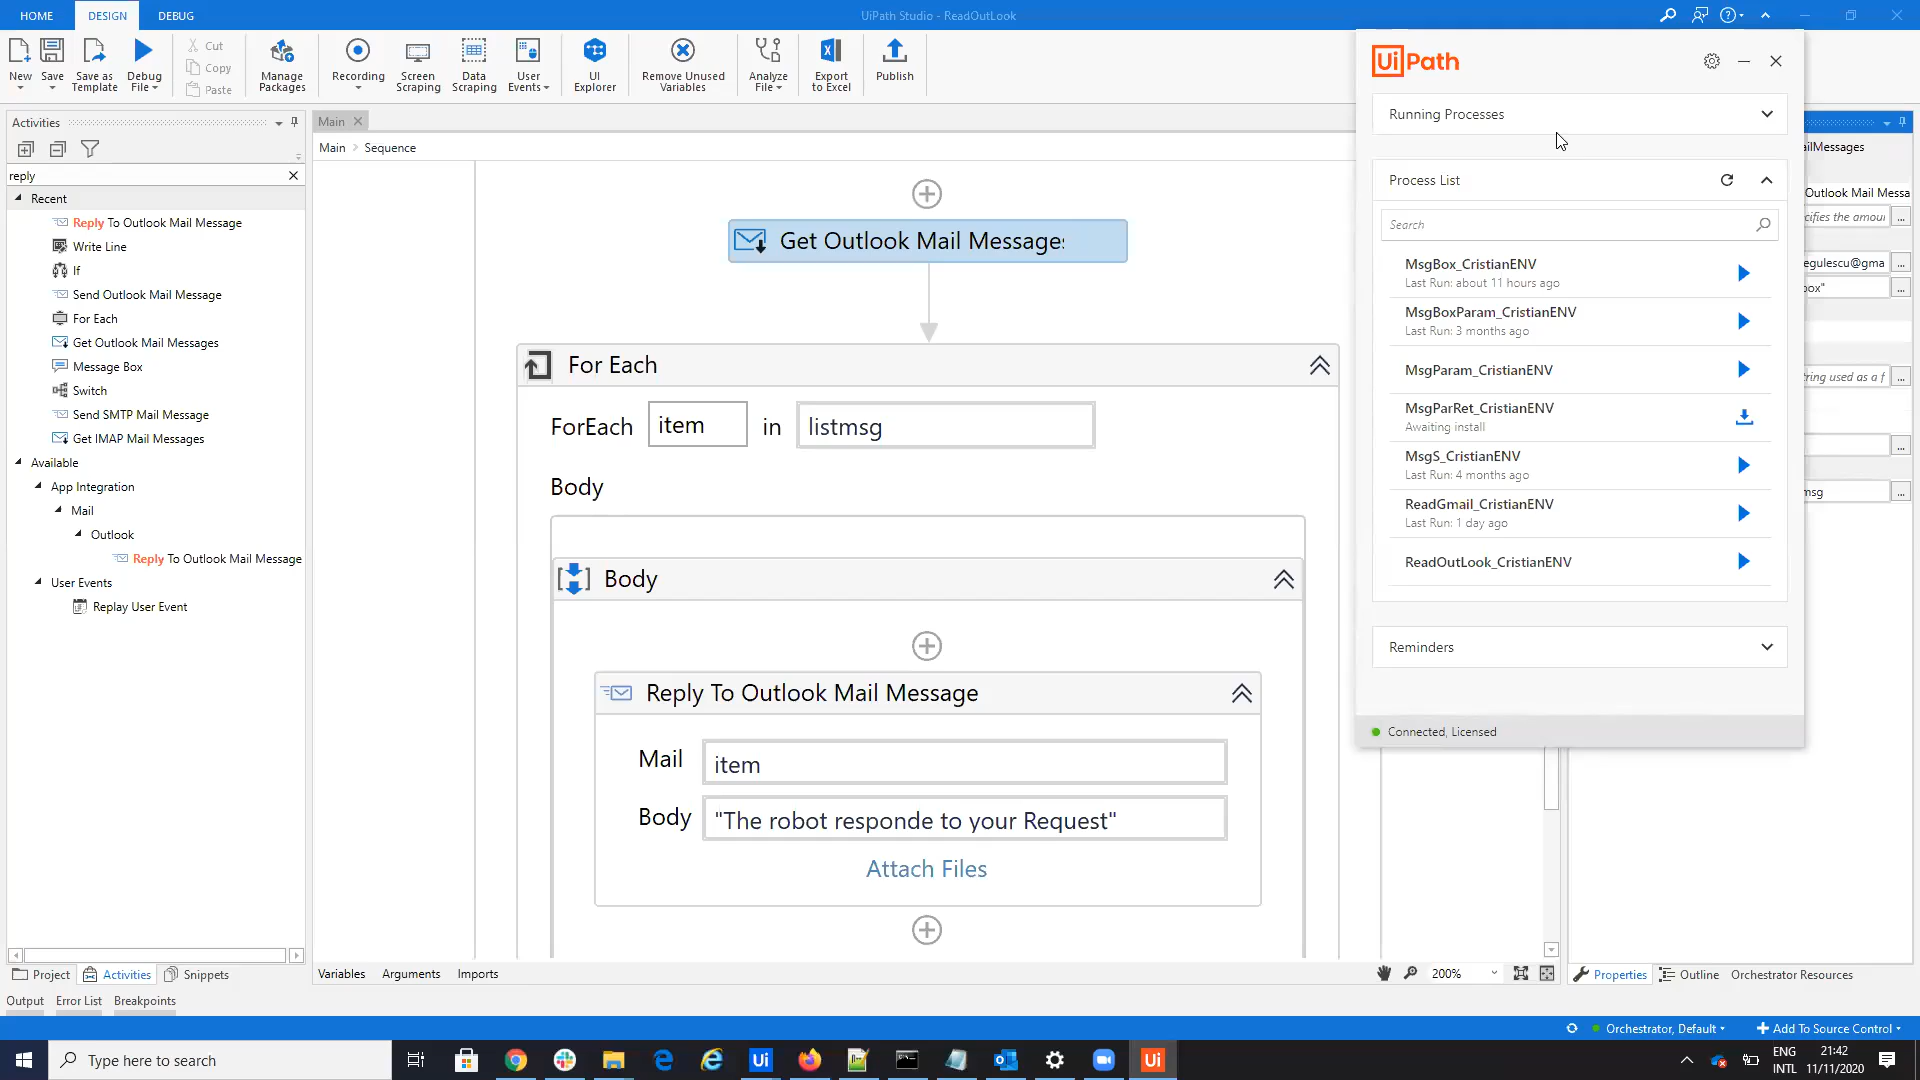 HOME DESIGN DEBUG
UiPath Studio - ReadOutLook
New Save Save as Template Debug File
Cut
Copy
Paste
Manage Packages
Recording
Screen Scraping
Data Scraping
User Events
UI Explorer
Remove Unused Variables
Analyze File
Export to Excel
Publish
Activities
reply
Recent
Reply To Outlook Mail Message
Write Line
If
Send Outlook Mail Message
For Each
Get Outlook Mail Messages
Message Box
Switch
Send SMTP Mail Message
Get IMAP Mail Messages
Available
App Integration
Mail
Outlook
Reply To Outlook Mail Message
User Events
Replay User Event
Project Activities Snippets
Output Error List Breakpoints
Main
Main > Sequence
Get Outlook Mail Message
For Each
ForEach item in listmsg
Body
Body
Reply To Outlook Mail Message
Mail item
Body "The robot responde to your Request"
Attach Files
Variables Arguments Imports
200%
UiPath
Running Processes
Process List
Search
MsgBox_CristianENV
Last Run: about 11 hours ago
MsgBoxParam_CristianENV
Last Run: 3 months ago
MsgParam_CristianENV
MsgParRet_CristianENV
Awaiting install
MsgS_CristianENV
Last Run: 4 months ago
ReadGmail_CristianENV
Last Run: 1 day ago
ReadOutLook_CristianENV
Reminders
Connected, Licensed
ailMessages
Outlook Mail Messa
cifies the amour
egulescu@gma
box"
ring used as a f
msg
Properties Outline Orchestrator Resources
Orchestrator, Default
Add To Source Control
Type here to search
Ui
Ui
ENG
INTL
21:42
11/11/2020